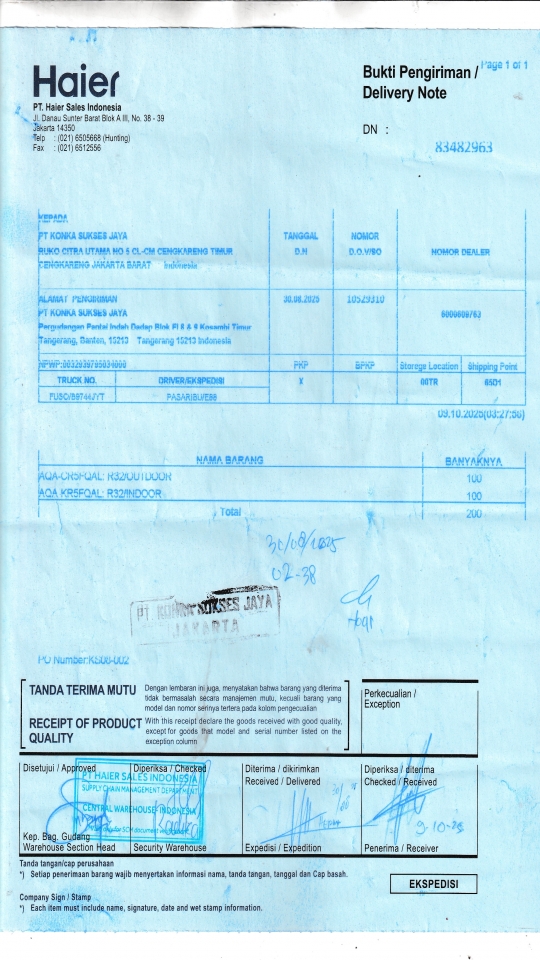 Haier
PT. Haier Sales Indonesia
Jl. Danau Sunter Barat Blok A III, No. 38 - 39
Jakarta 14350
Telp : (021) 6505668 (Hunting)
Fax : (021) 6512556
Bukti Pengiriman /
Delivery Note
Page 1 of 1
DN :
83482963
KEPADA
PT KONKA SUKSES JAYA
RUKO CITRA UTAMA NO 5 CL-CM CENGKARENG TIMUR
CENGKARENG JAKARTA BARAT Indonesia
TANGGAL
D.N
NOMOR
D.O.V/SO
NOMOR DEALER
ALAMAT PENGIRIMAN
PT KONKA SUKSES JAYA
Pergudangan Pantai Indah Dadap Blok Kosambi Timur
Tangerang, Banten, 15213 Tangerang 15213 Indonesia
30.08.2025
10529310
6000609763
PKP
BPKP
Storage Location
Shipping Point
TRUCK NO.
DRIVER/EKSPEDISI
X
00TR
65D1
FUSO/B9744JYT
PASARIBU/E86
09.10.2025(03:27:56)
NAMA BARANG
BANYAKNYA
AQA-CR5FQAL: R32/OUTDOOR
100
AQA KR5FQAL: R32/INDOOR
100
Total
200
30/08/2025
02-38
PT. KONKA SUKSES JAYA
JAKARTA
PO Number:KS08-002
TANDA TERIMA MUTU
Dengan lembaran ini juga, menyatakan bahwa barang yang diterima
tidak bermasalah secara manajemen mutu, kecuali barang yang
model dan nomor serinya tertera pada kolom pengecualian
RECEIPT OF PRODUCT
QUALITY
With this receipt declare the goods received with good quality,
except for goods that model and serial number listed on the
exception column
Perkecualian /
Exception
Disetujui / Approved
Diperiksa / Checked
Diterima / dikirimkan
Received / Delivered
Diperiksa / diterima
Checked / Received
PT HAIER SALES INDONESIA
SUPPLY CHAIN MANAGEMENT DEPARTMENT
CENTRAL WAREHOUSE INDONESIA
9-10-25
Kep. Bag. Gudang
Warehouse Section Head
Security Warehouse
Expedisi / Expedition
Penerima / Receiver
Tanda tangan/cap perusahaan
*) Setiap penerimaan barang wajib menyertakan informasi nama, tanda tangan, tanggal dan Cap basah.
EKSPEDISI
Company Sign / Stamp
*) Each item must include name, signature, date and wet stamp information.